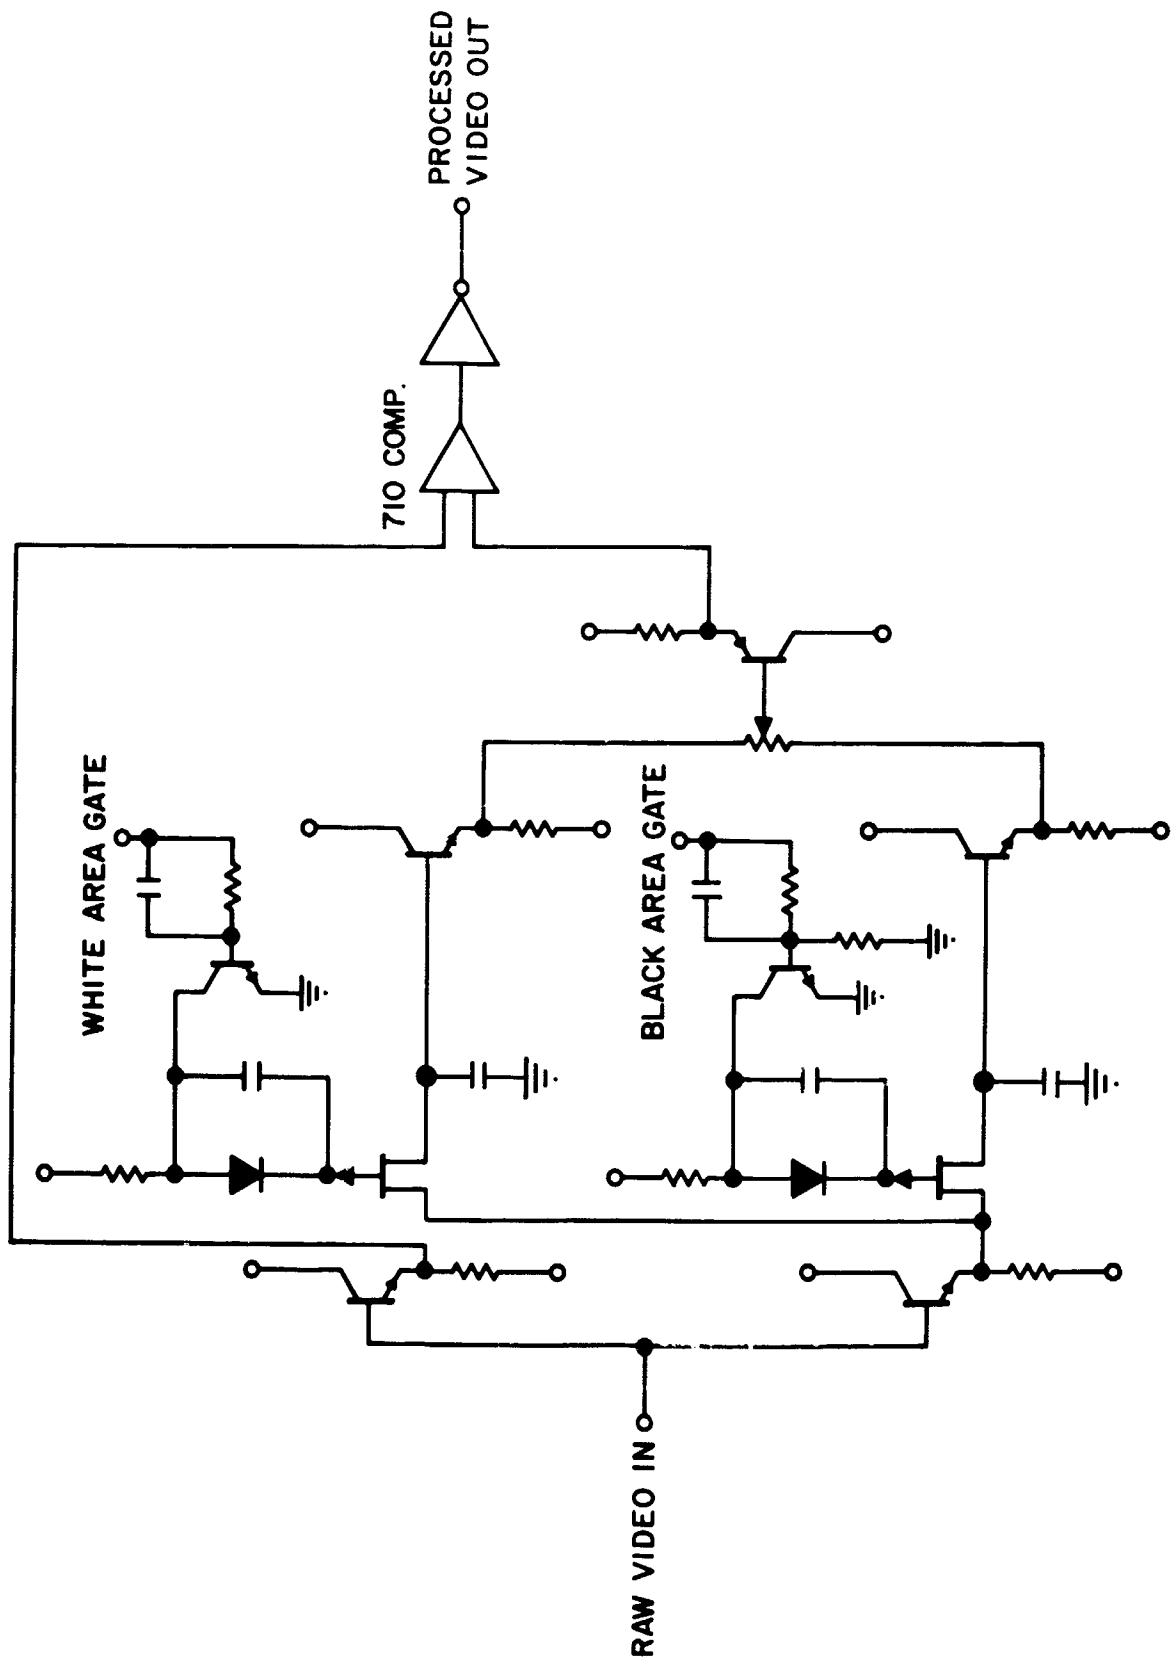 RAW VIDEO IN
WHITE AREA GATE
BLACK AREA GATE
710 COMP.
PROCESSED
VIDEO OUT